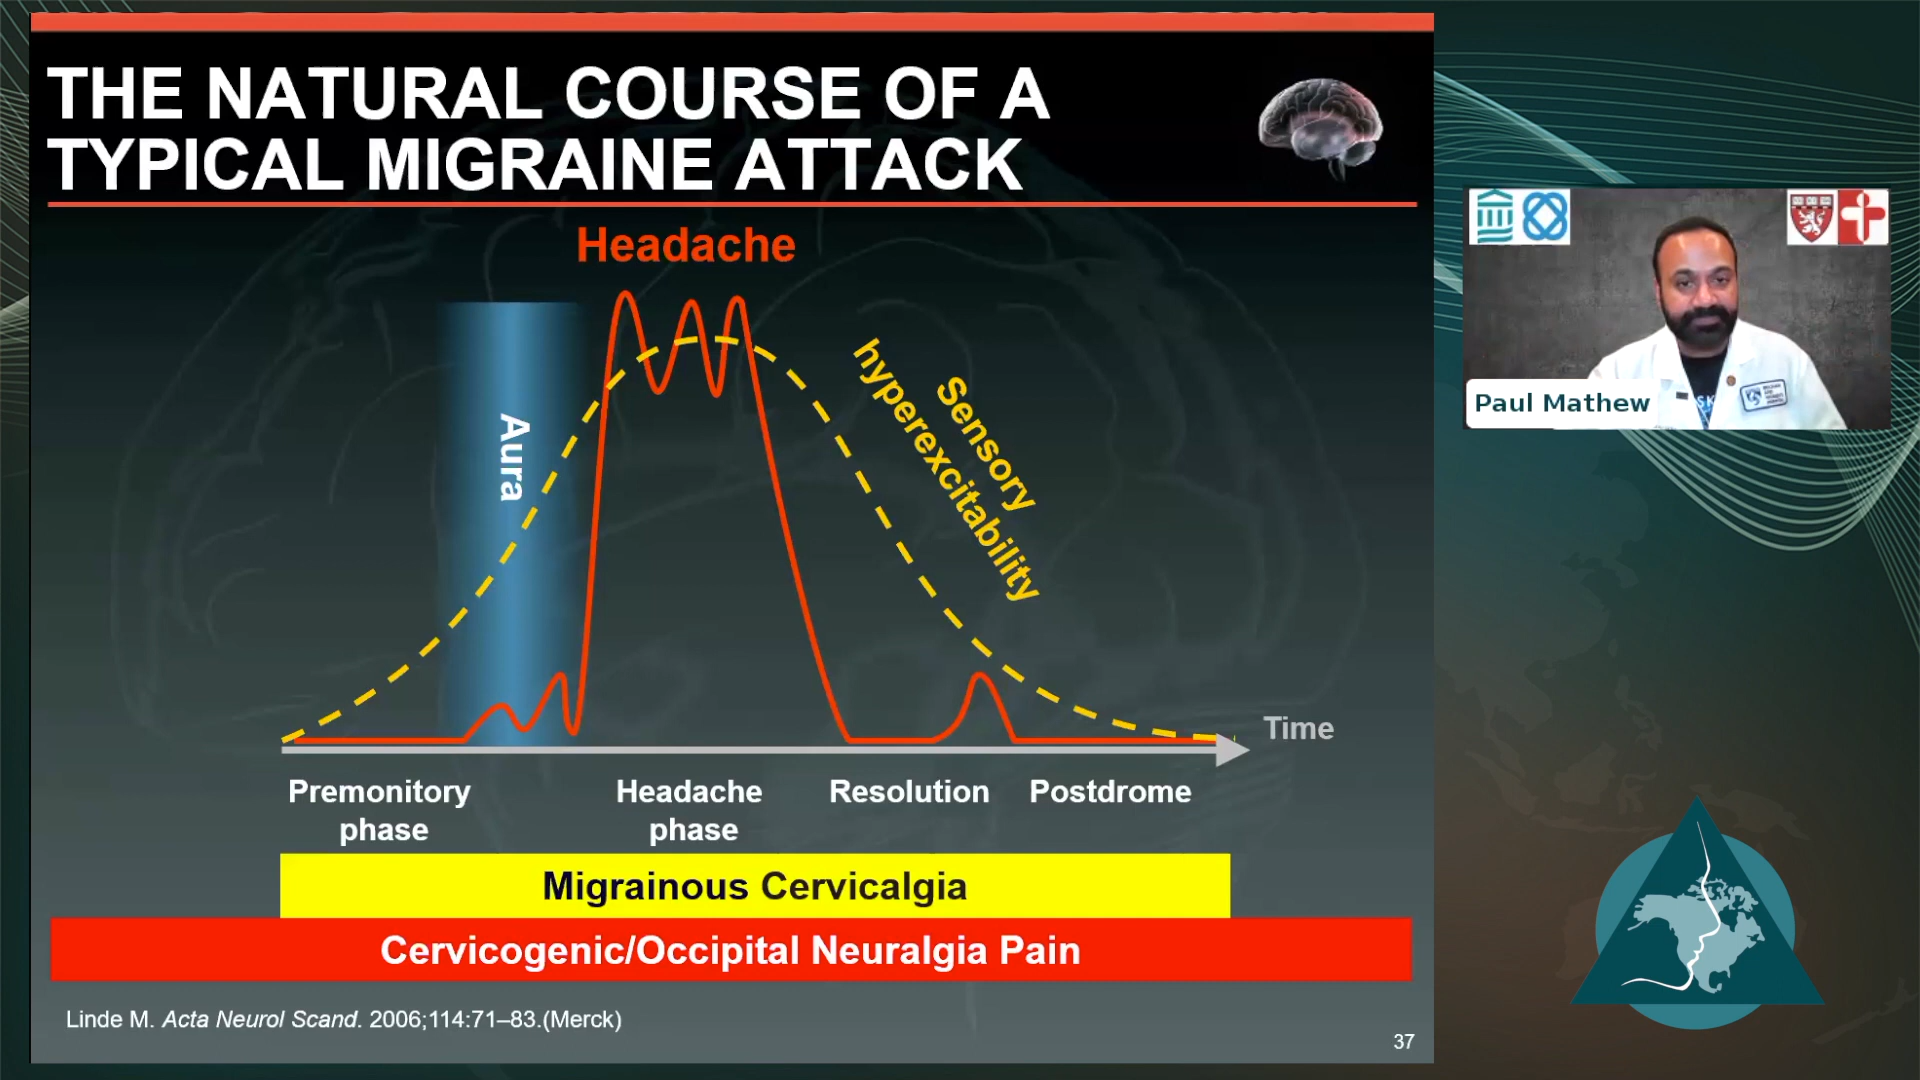 THE NATURAL COURSE OF A
TYPICAL MIGRAINE ATTACK
Headache
Aura
Sensory
hyperexcitability
Time
Premonitory
phase
Headache
phase
Resolution
Postdrome
Migrainous Cervicalgia
Cervicogenic/Occipital Neuralgia Pain
Linde M. Acta Neurol Scand. 2006;114:71–83.(Merck)
37
Paul Mathew